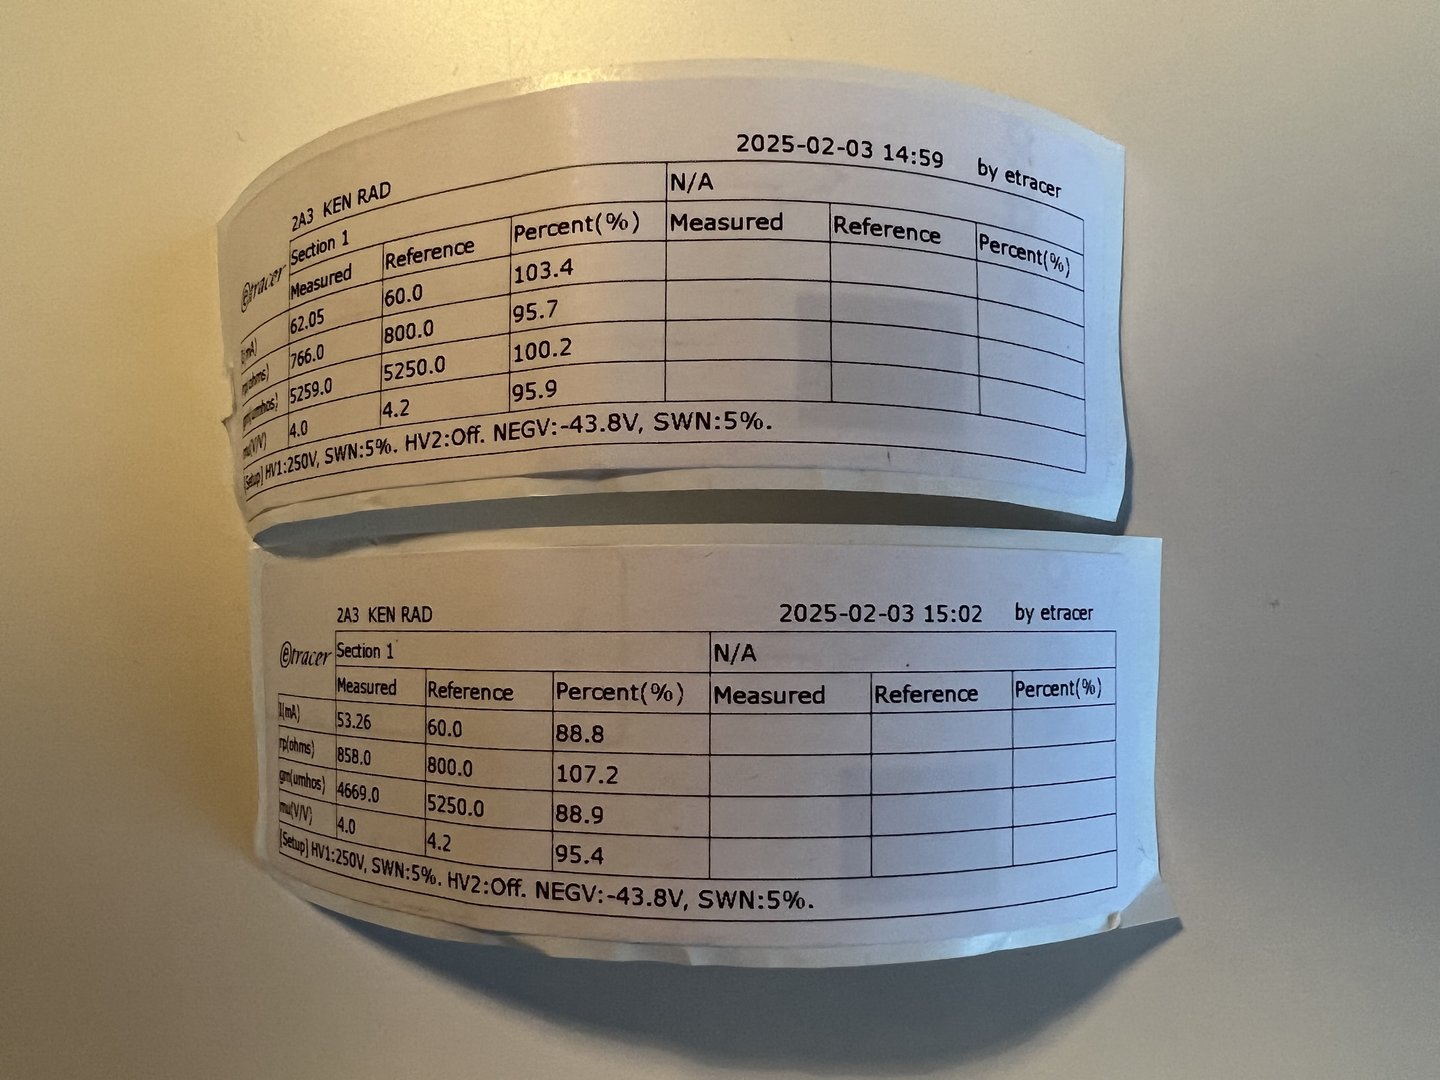 2025-02-03 14:59 by etracer
2A3 KEN RAD
etracer
Section 1 N/A
Measured Reference Percent(%) Measured Reference Percent(%)
I(mA) 62.05 60.0 103.4
rp(ohms) 766.0 800.0 95.7
gm(umhos) 5259.0 5250.0 100.2
mu(V/V) 4.0 4.2 95.9
[Setup] HV1:250V, SWN:5%. HV2:Off. NEGV:-43.8V, SWN:5%.
2A3 KEN RAD 2025-02-03 15:02 by etracer
etracer
Section 1 N/A
Measured Reference Percent(%) Measured Reference Percent(%)
I(mA) 53.26 60.0 88.8
rp(ohms) 858.0 800.0 107.2
gm(umhos) 4669.0 5250.0 88.9
mu(V/V) 4.0 4.2 95.4
[Setup] HV1:250V, SWN:5%. HV2:Off. NEGV:-43.8V, SWN:5%.